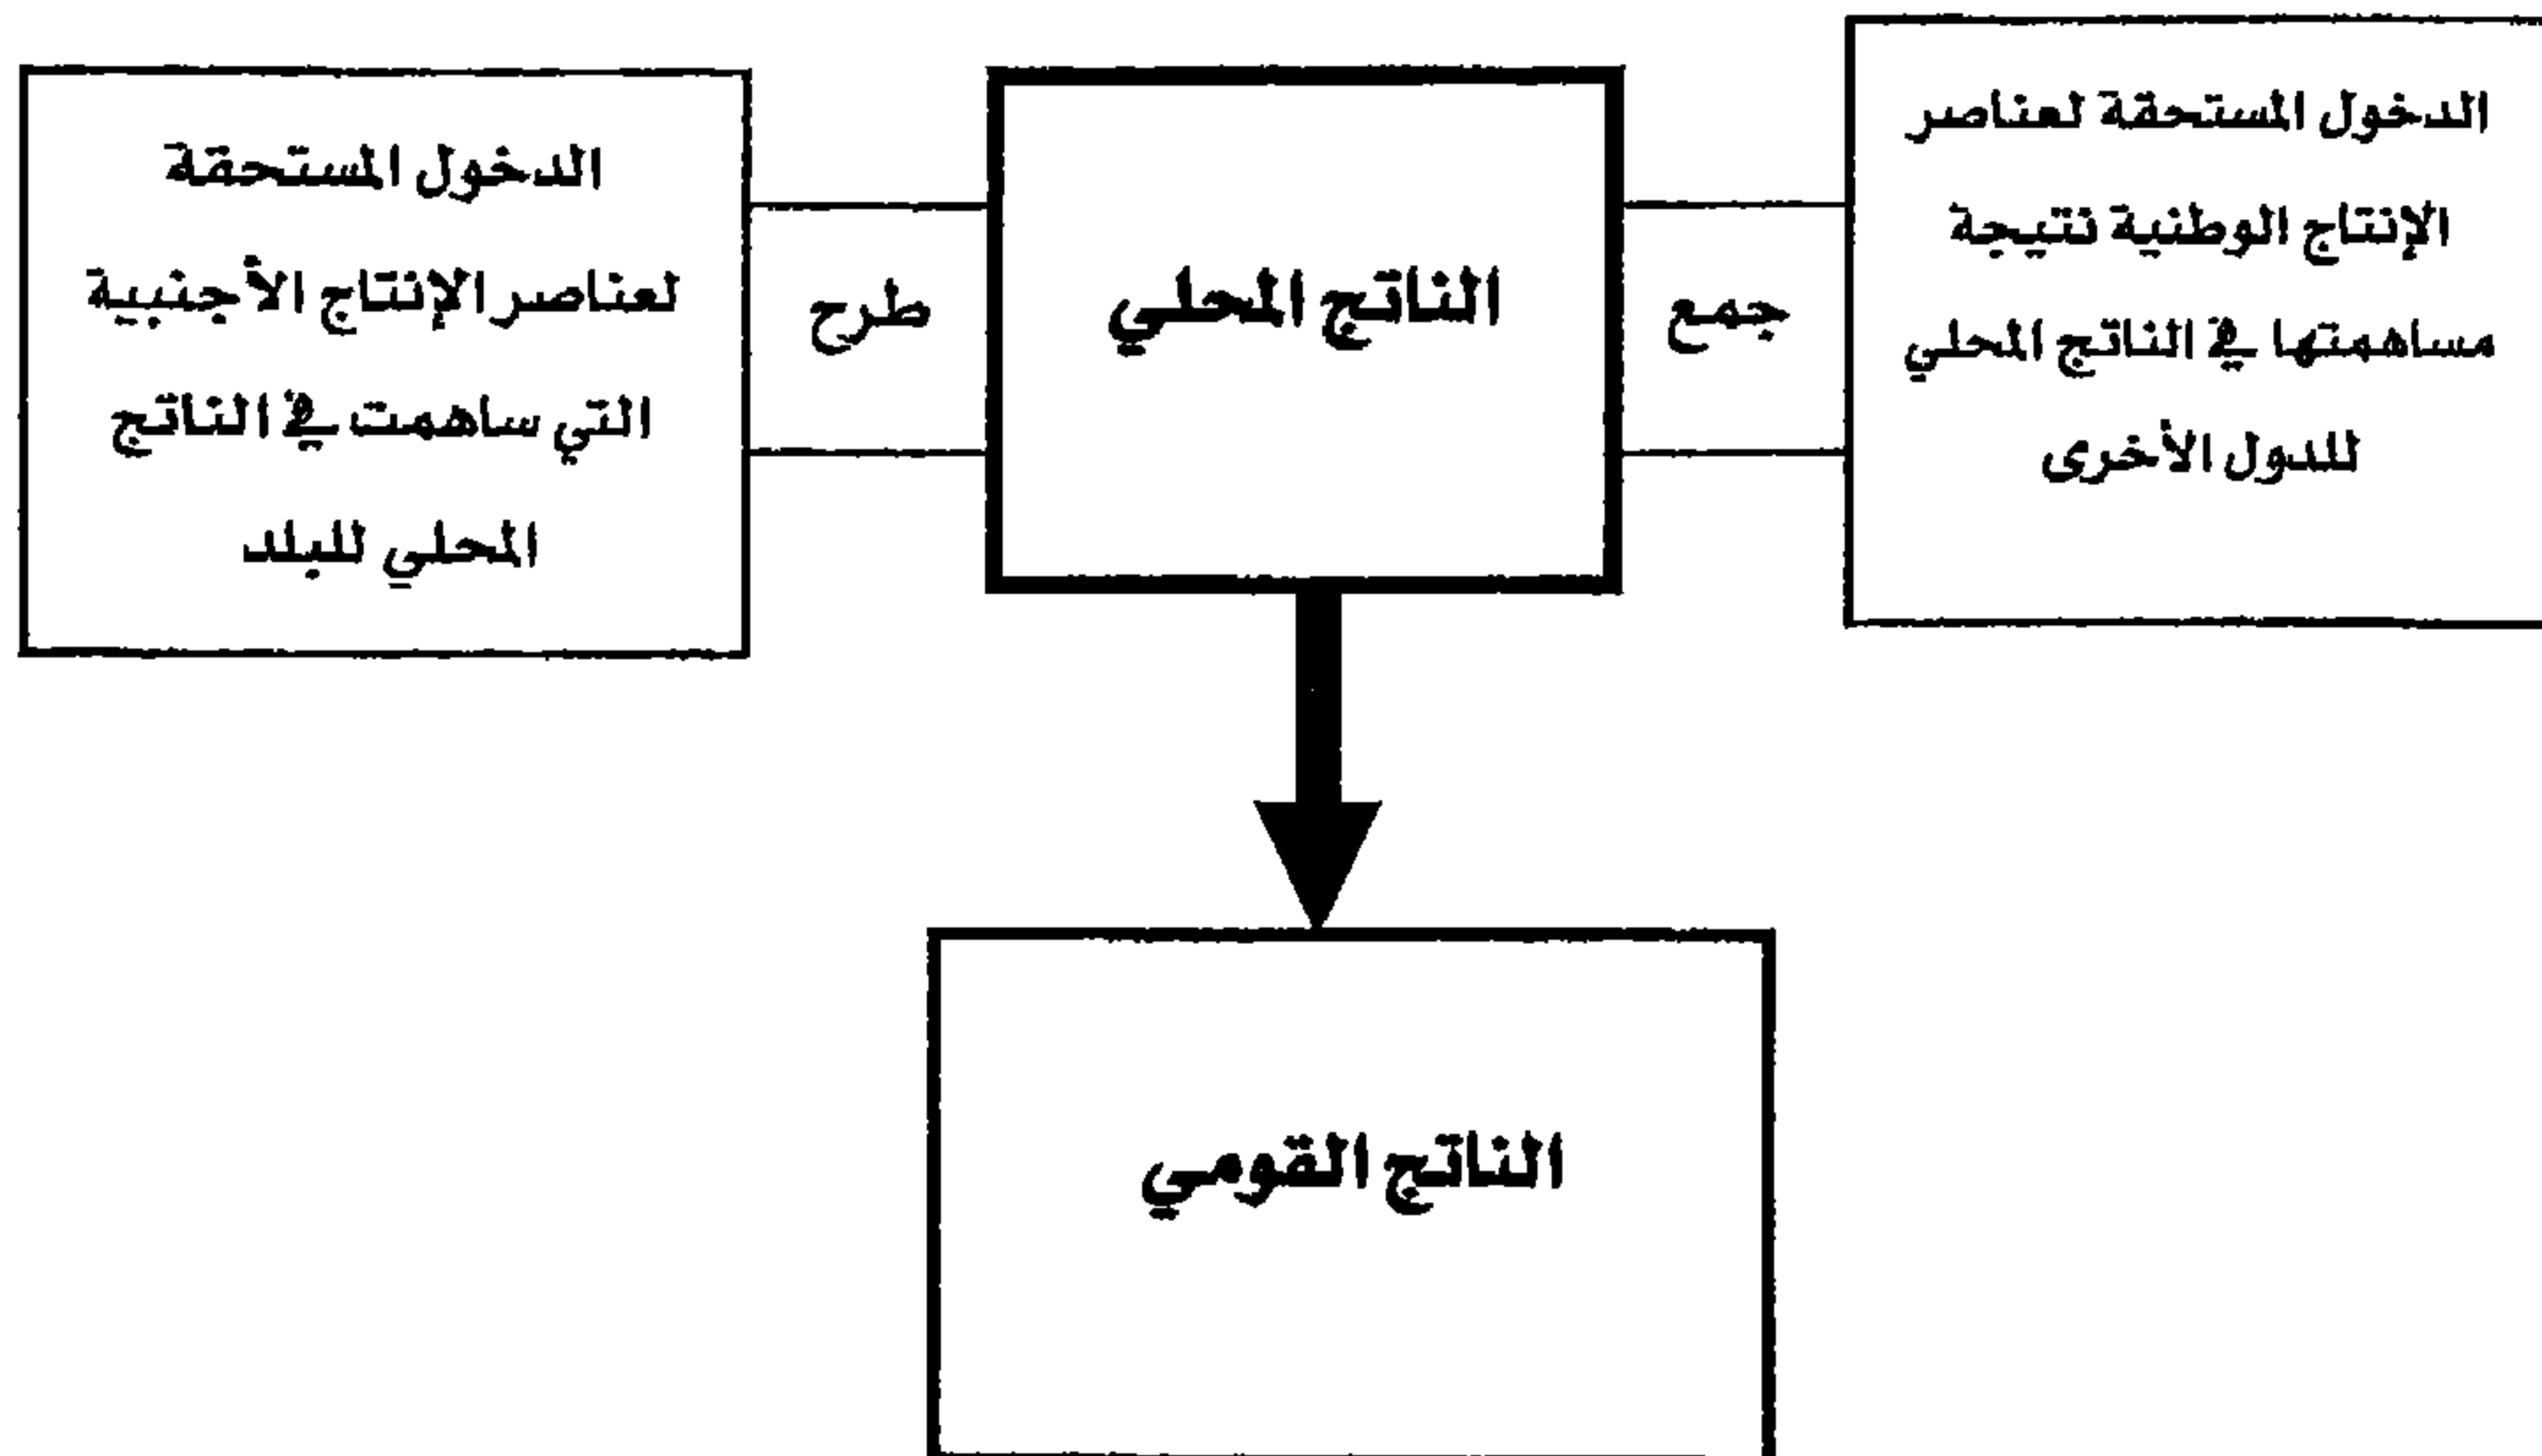 الدخول المستحقة لعناصر
الإنتاج الوطنية نتيجة
مساهمتها في الناتج المحلي
للدول الأخرى
جمع
الناتج المحلي
طرح
الدخول المستحقة
لعناصر الإنتاج الأجنبية
التي ساهمت في الناتج
المحلي للبلد
الناتج القومي